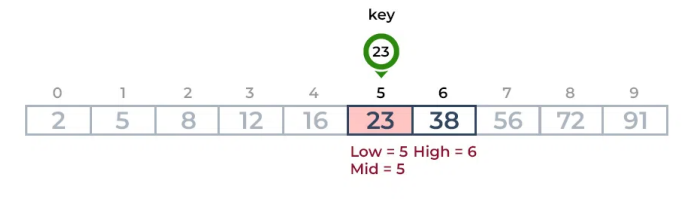 key
23
0 1 2 3 4 5 6 7 8 9
2 5 8 12 16 23 38 56 72 91
Low = 5 High = 6
Mid = 5